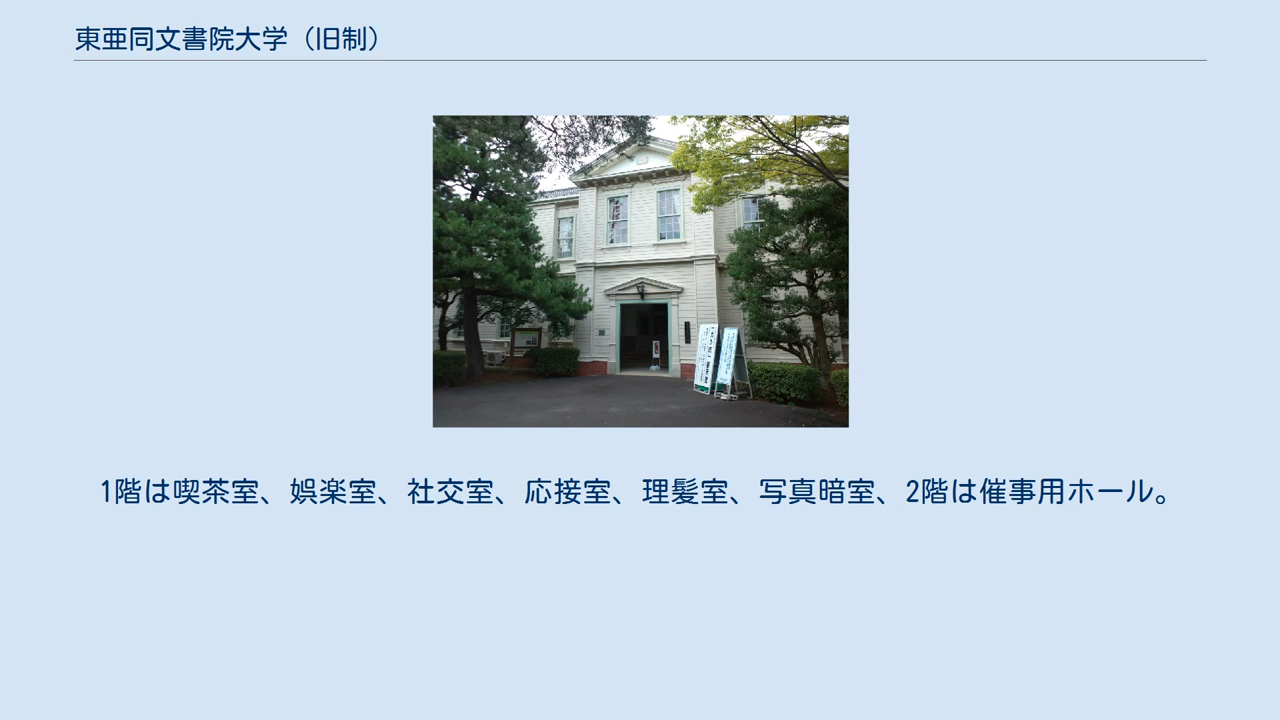 東亜同文書院大学（旧制）
1階は喫茶室、娯楽室、社交室、応接室、理髪室、写真暗室、2階は催事用ホール。